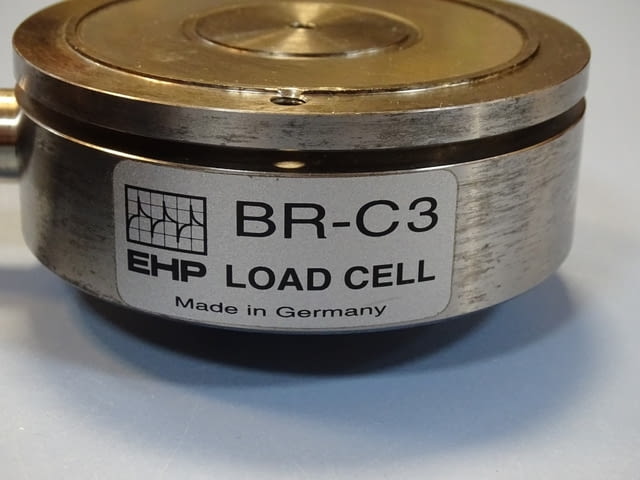 BR-C3
EHP LOAD CELL
Made in Germany